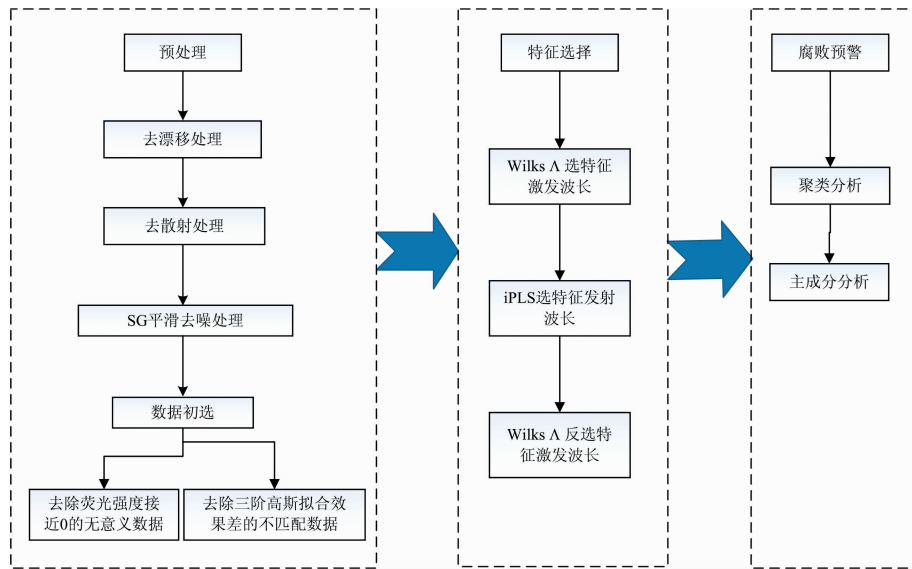 预处理
去漂移处理
去散射处理
SG平滑去噪处理
数据初选
去除荧光强度接
近0的无意义数据
去除三阶高斯拟合效
果差的不匹配数据
特征选择
Wilks Λ 选特征
激发波长
iPLS选特征发射
波长
Wilks Λ 反选特
征激发波长
腐败预警
聚类分析
主成分分析